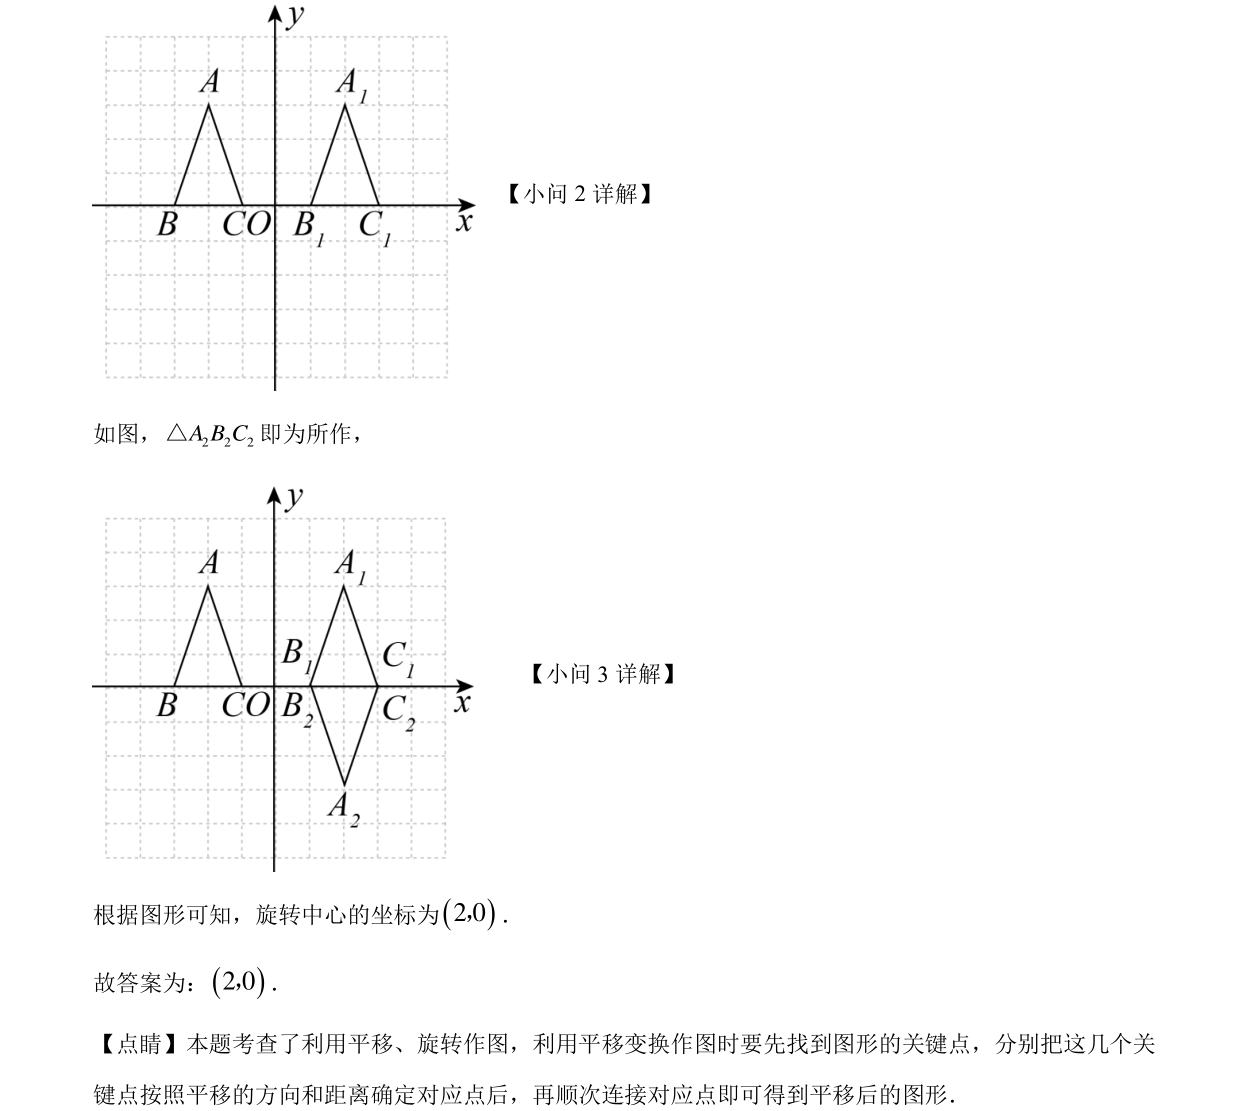 y
A A₁
【小问 2 详解】
B C O B₁ C₁ x
如图，△A₂B₂C₂ 即为所作，
y
A A₁
B₁ C₁
【小问 3 详解】
B C O B₂ C₂ x
A₂
根据图形可知，旋转中心的坐标为(2,0)．
故答案为：(2,0)．
【点睛】本题考查了利用平移、旋转作图，利用平移变换作图时要先找到图形的关键点，分别把这几个关
键点按照平移的方向和距离确定对应点后，再顺次连接对应点即可得到平移后的图形．